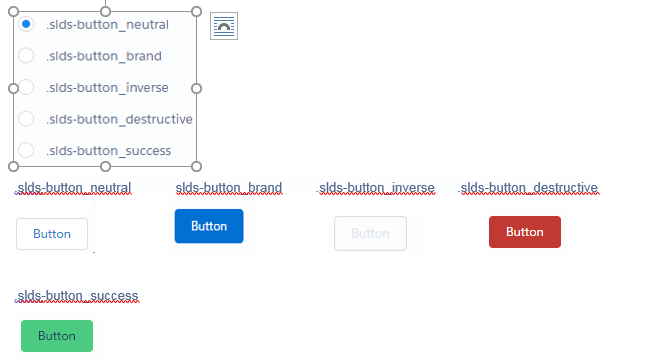 .slds-button_neutral
.slds-button_brand
.slds-button_inverse
.slds-button_destructive
.slds-button_success
.slds-button_neutral .slds-button_brand .slds-button_inverse .slds-button_destructive
Button Button Button Button
.slds-button_success
Button